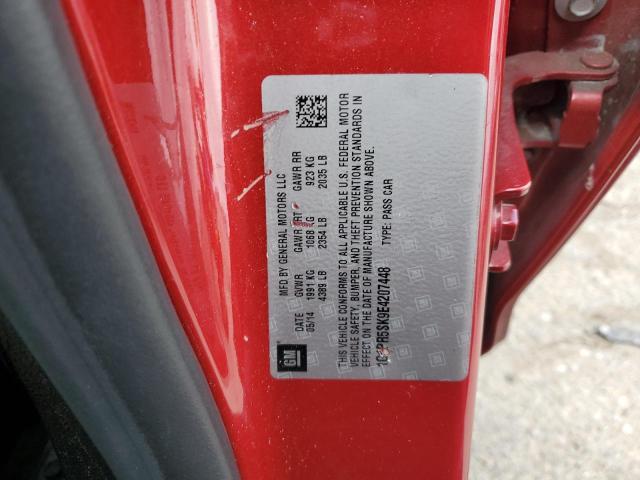 GM
MFD BY GENERAL MOTORS LLC
DATE GVWR GAWR FRT GAWR RR
05/14 1991 KG 1068 KG 923 KG
4389 LB 2354 LB 2035 LB
THIS VEHICLE CONFORMS TO ALL APPLICABLE U.S. FEDERAL MOTOR
VEHICLE SAFETY, BUMPER, AND THEFT PREVENTION STANDARDS IN
EFFECT ON THE DATE OF MANUFACTURE SHOWN ABOVE.
TYPE: PASS CAR